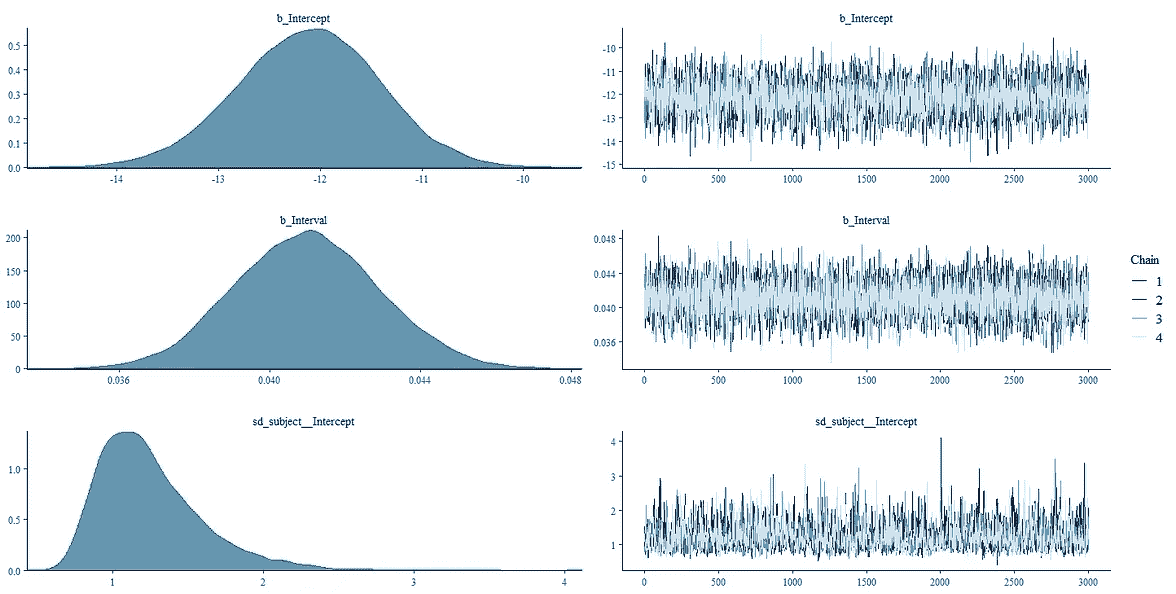 b_Intercept
b_Intercept
0.5
0.4
0.3
0.2
0.1
0.0
-14 -13 -12 -11 -10
-10
-11
-12
-13
-14
-15
0 500 1000 1500 2000 2500 3000
b_Interval
b_Interval
200
150
100
50
0
0.036 0.040 0.044 0.048
0.048
0.044
0.040
0.036
0 500 1000 1500 2000 2500 3000
Chain
1
2
3
4
sd_subject__Intercept
sd_subject__Intercept
1.0
0.5
0.0
1 2 3 4
4
3
2
1
0 500 1000 1500 2000 2500 3000